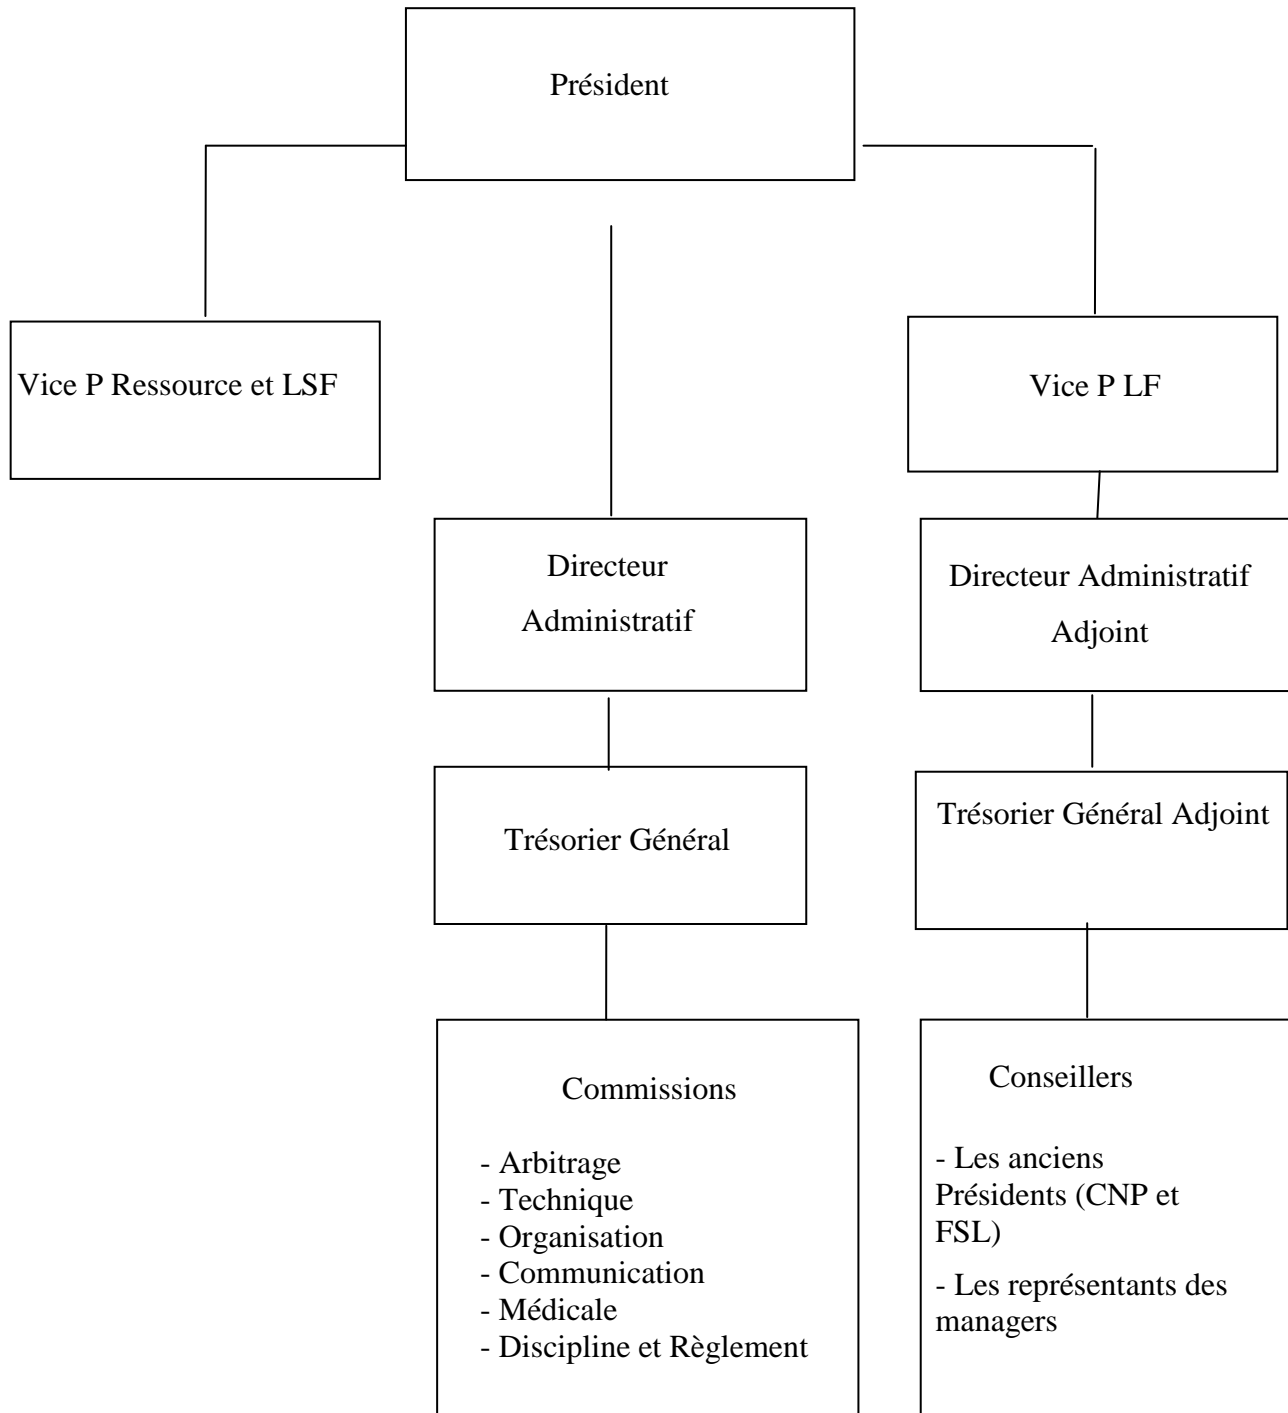 Président
Vice P Ressource et LSF
Vice P LF
Directeur
Administratif
Directeur Administratif
Adjoint
Trésorier Général
Trésorier Général Adjoint
Commissions
- Arbitrage
- Technique
- Organisation
- Communication
- Médicale
- Discipline et Règlement
Conseillers
- Les anciens
Présidents (CNP et
FSL)
- Les représentants des
managers